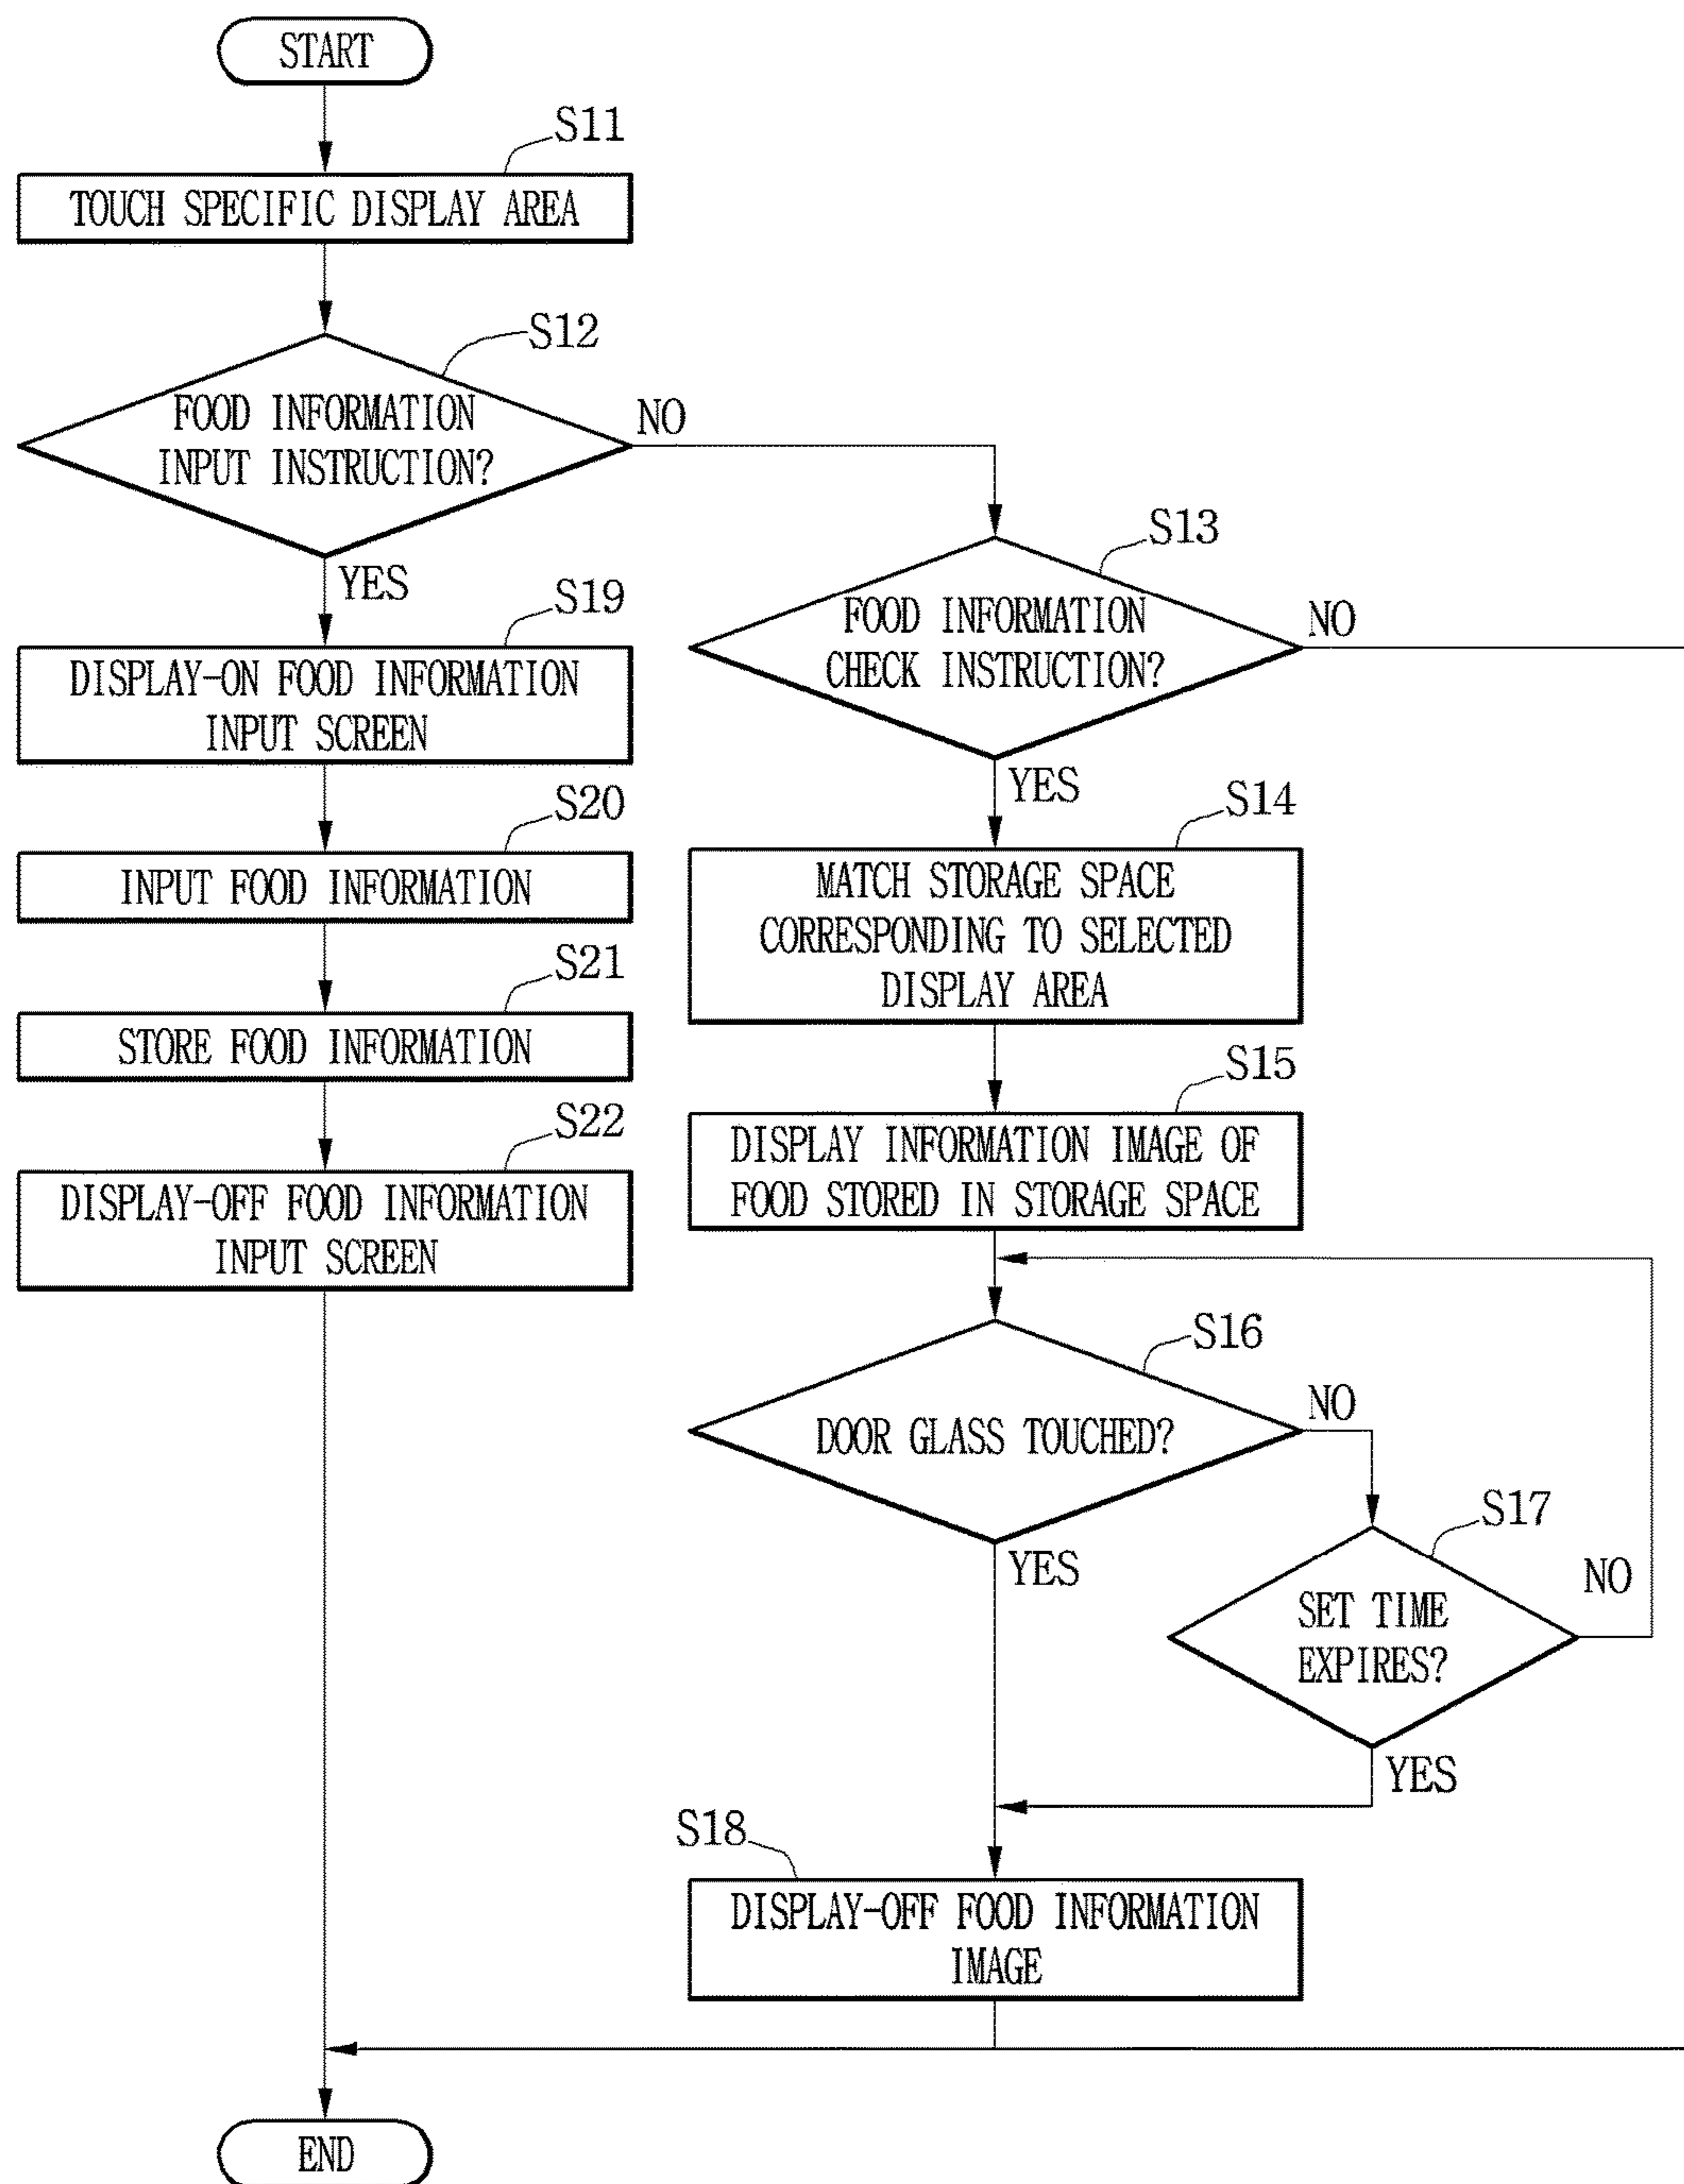 START
S11
TOUCH SPECIFIC DISPLAY AREA
S12
FOOD INFORMATION
INPUT INSTRUCTION?
NO
YES
S13
FOOD INFORMATION
CHECK INSTRUCTION?
NO
YES
S19
DISPLAY-ON FOOD INFORMATION
INPUT SCREEN
S20
INPUT FOOD INFORMATION
S21
STORE FOOD INFORMATION
S22
DISPLAY-OFF FOOD INFORMATION
INPUT SCREEN
S14
MATCH STORAGE SPACE
CORRESPONDING TO SELECTED
DISPLAY AREA
S15
DISPLAY INFORMATION IMAGE OF
FOOD STORED IN STORAGE SPACE
S16
DOOR GLASS TOUCHED?
NO
YES
S17
SET TIME
EXPIRES?
NO
YES
S18
DISPLAY-OFF FOOD INFORMATION
IMAGE
END